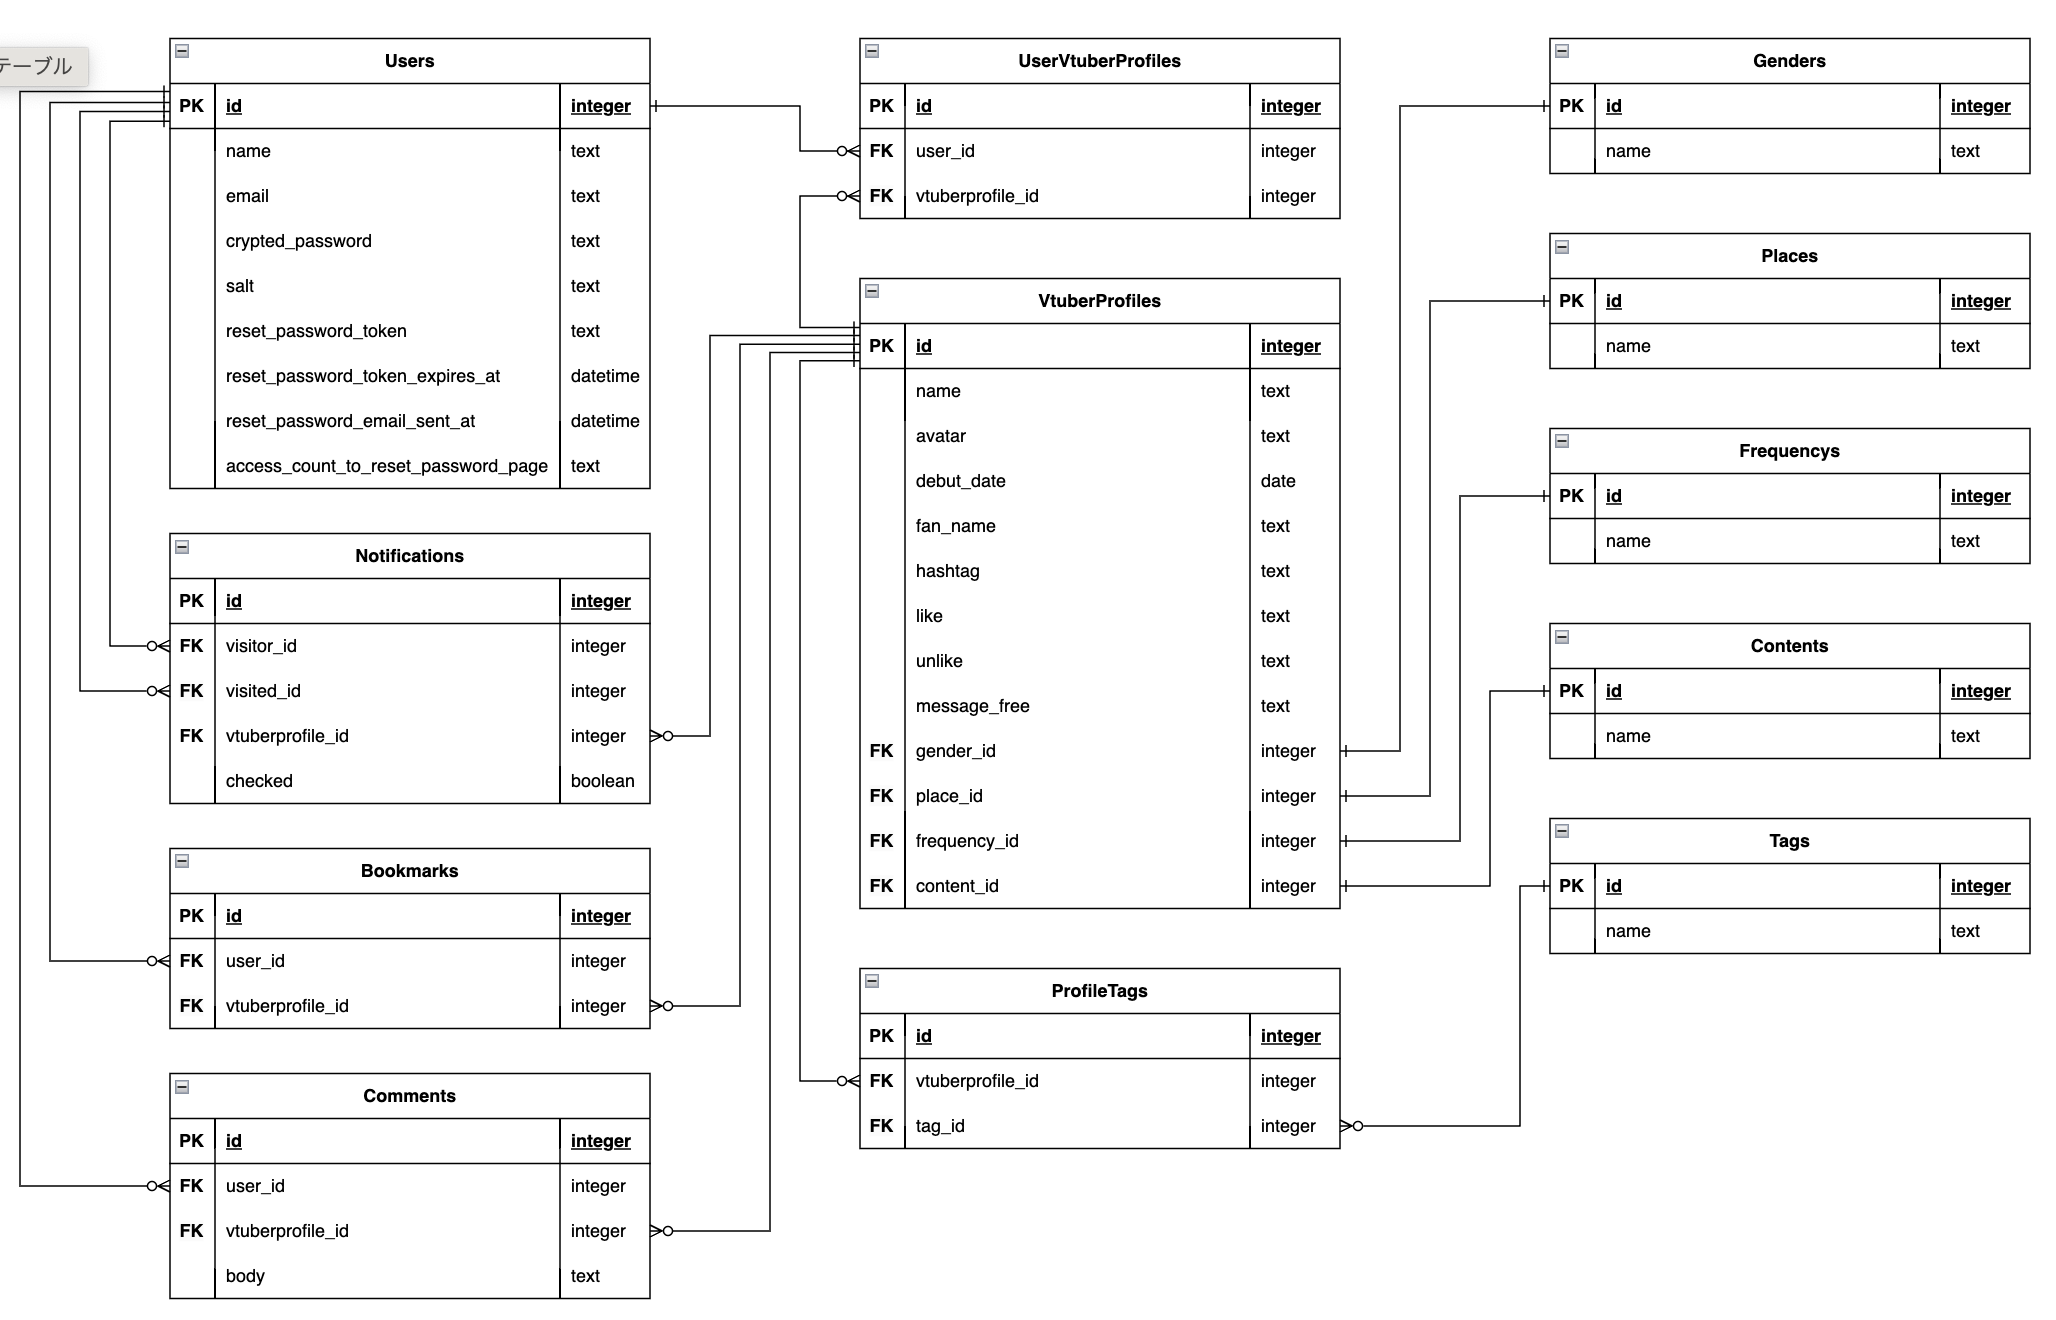 テーブル
Users
PK id integer
name text
email text
crypted_password text
salt text
reset_password_token text
reset_password_token_expires_at datetime
reset_password_email_sent_at datetime
access_count_to_reset_password_page text
Notifications
PK id integer
FK visitor_id integer
FK visited_id integer
FK vtuberprofile_id integer
checked boolean
Bookmarks
PK id integer
FK user_id integer
FK vtuberprofile_id integer
Comments
PK id integer
FK user_id integer
FK vtuberprofile_id integer
body text
UserVtuberProfiles
PK id integer
FK user_id integer
FK vtuberprofile_id integer
VtuberProfiles
PK id integer
name text
avatar text
debut_date date
fan_name text
hashtag text
like text
unlike text
message_free text
FK gender_id integer
FK place_id integer
FK frequency_id integer
FK content_id integer
ProfileTags
PK id integer
FK vtuberprofile_id integer
FK tag_id integer
Genders
PK id integer
name text
Places
PK id integer
name text
Frequencys
PK id integer
name text
Contents
PK id integer
name text
Tags
PK id integer
name text